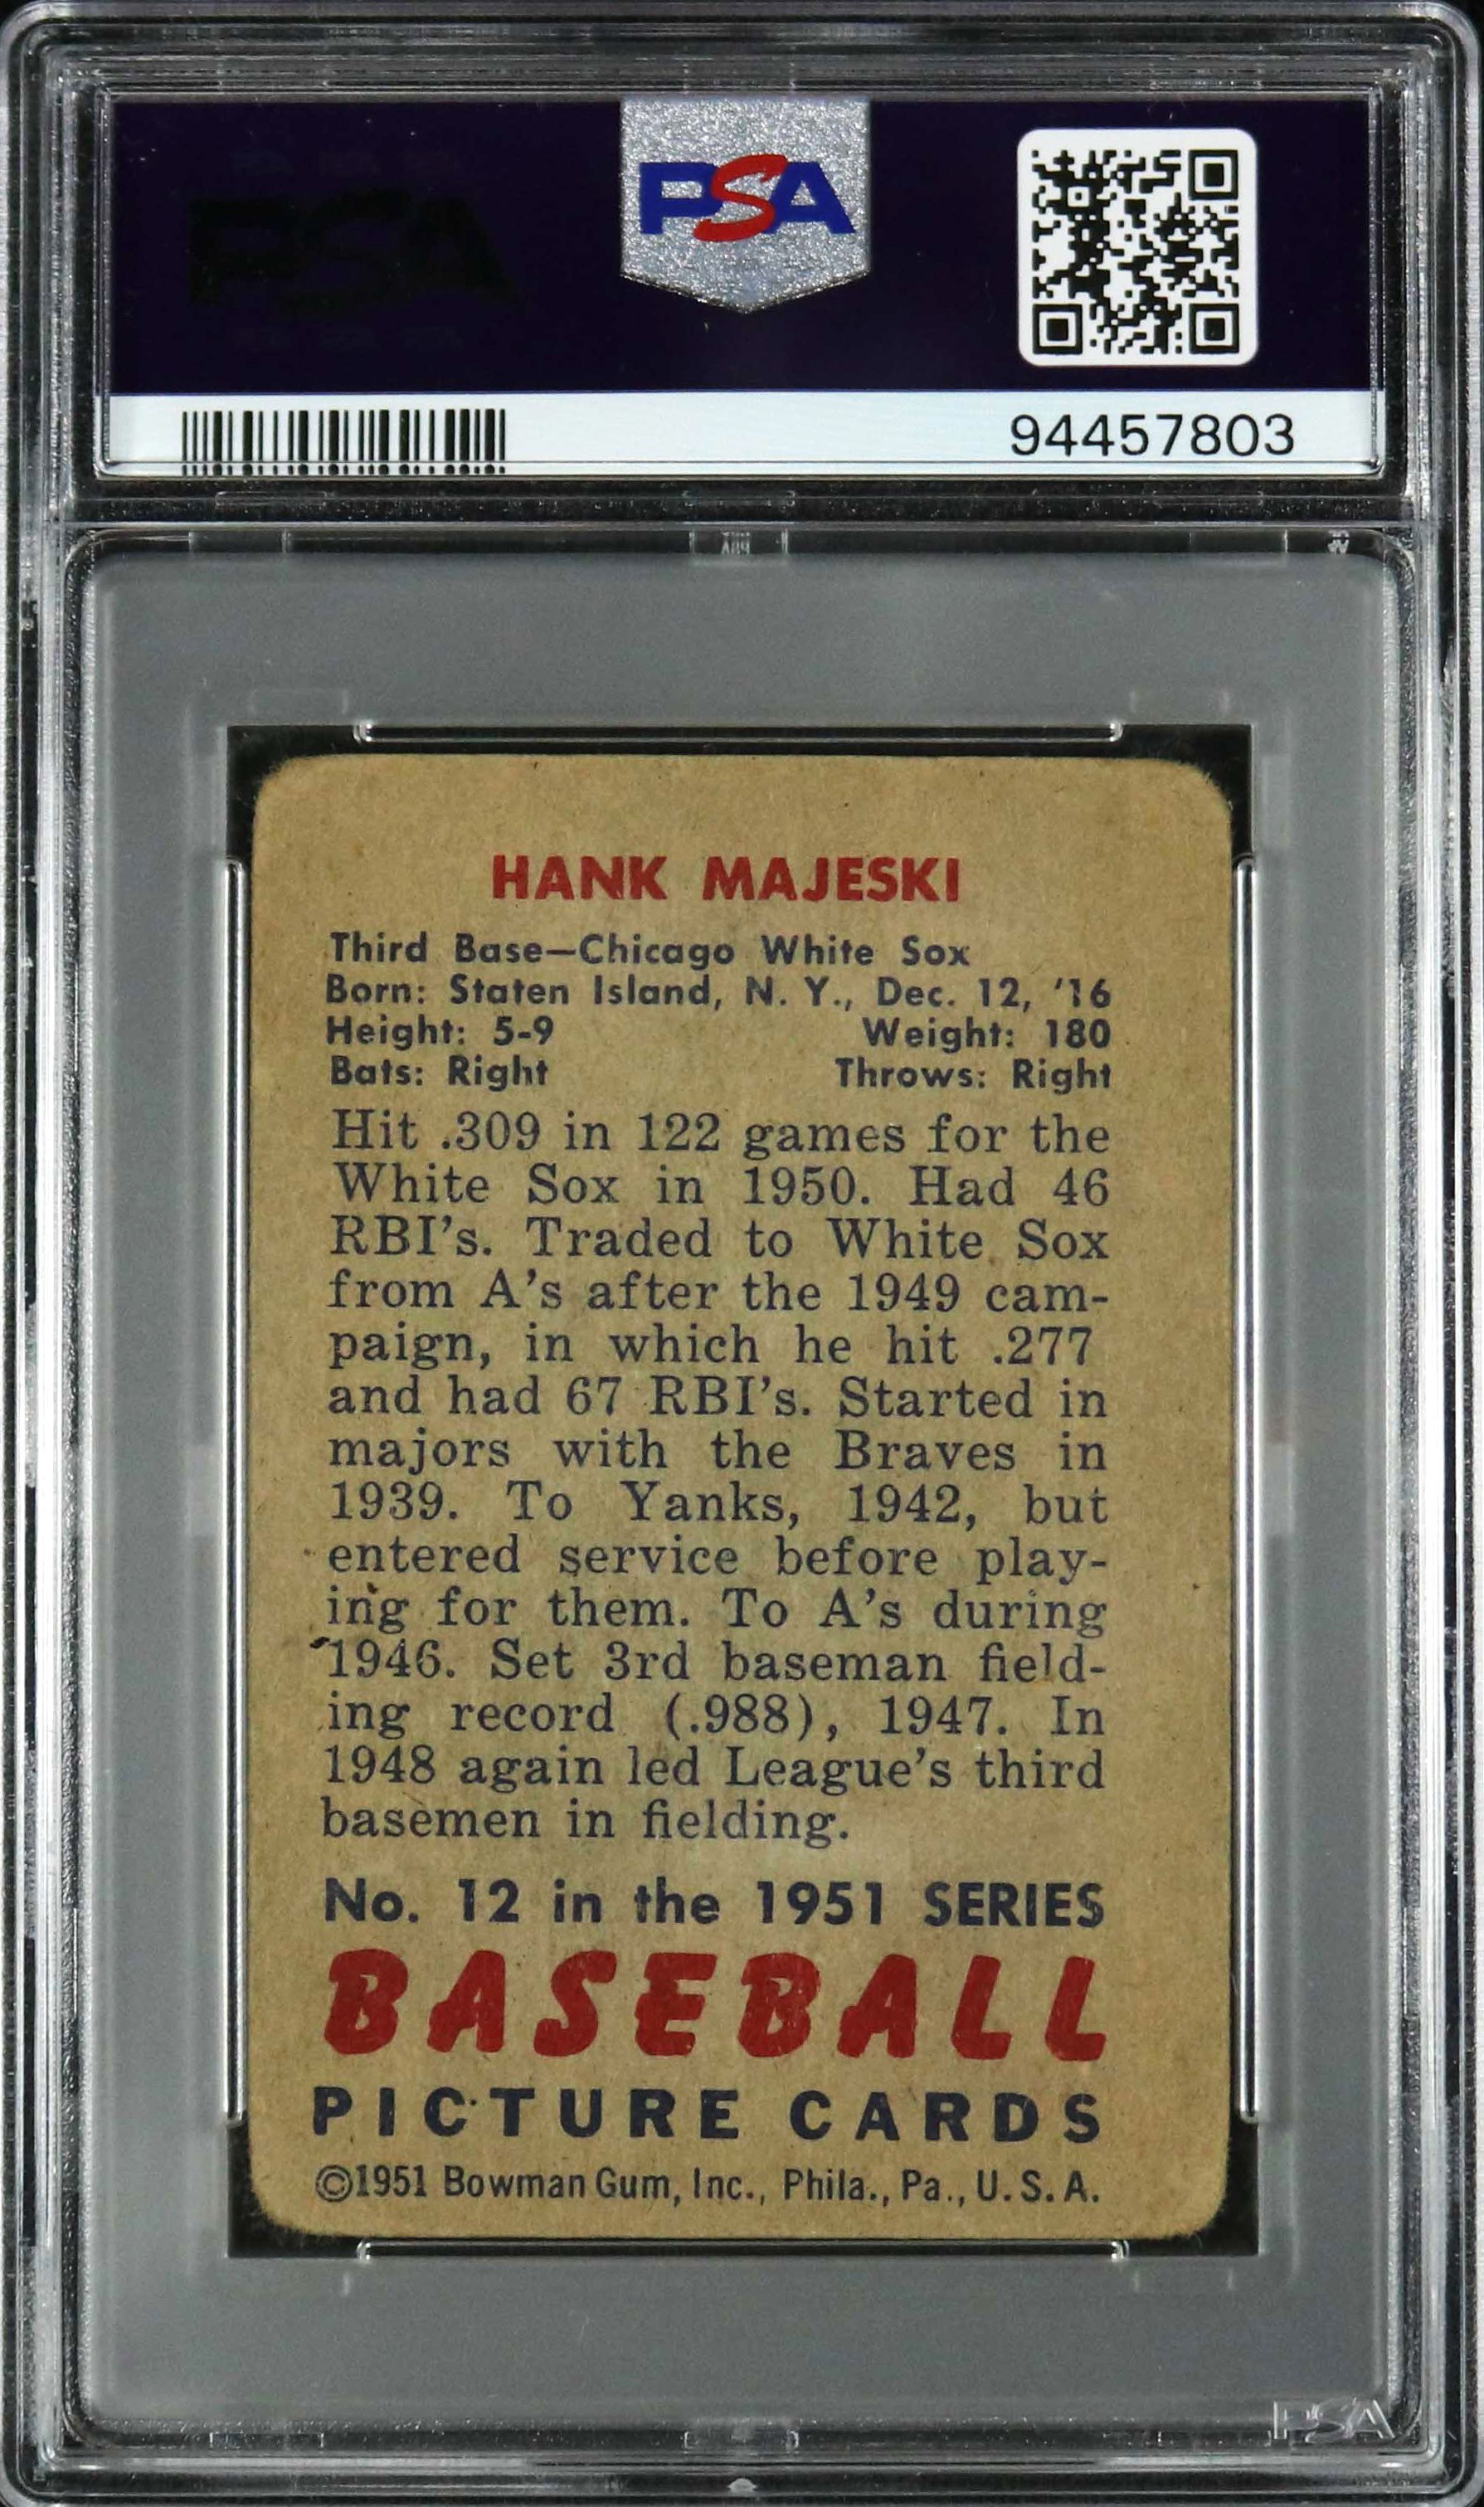 PSA
94457803
HANK MAJESKI
Third Base—Chicago White Sox
Born: Staten Island, N. Y., Dec. 12, '16
Height: 5-9 Weight: 180
Bats: Right Throws: Right
Hit .309 in 122 games for the
White Sox in 1950. Had 46
RBI's. Traded to White Sox
from A's after the 1949 cam-
paign, in which he hit .277
and had 67 RBI's. Started in
majors with the Braves in
1939. To Yanks, 1942, but
entered service before play-
ing for them. To A's during
1946. Set 3rd baseman field-
ing record (.988), 1947. In
1948 again led League's third
basemen in fielding.
No. 12 in the 1951 SERIES
BASEBALL
PICTURE CARDS
©1951 Bowman Gum, Inc., Phila., Pa., U. S. A.
PSA